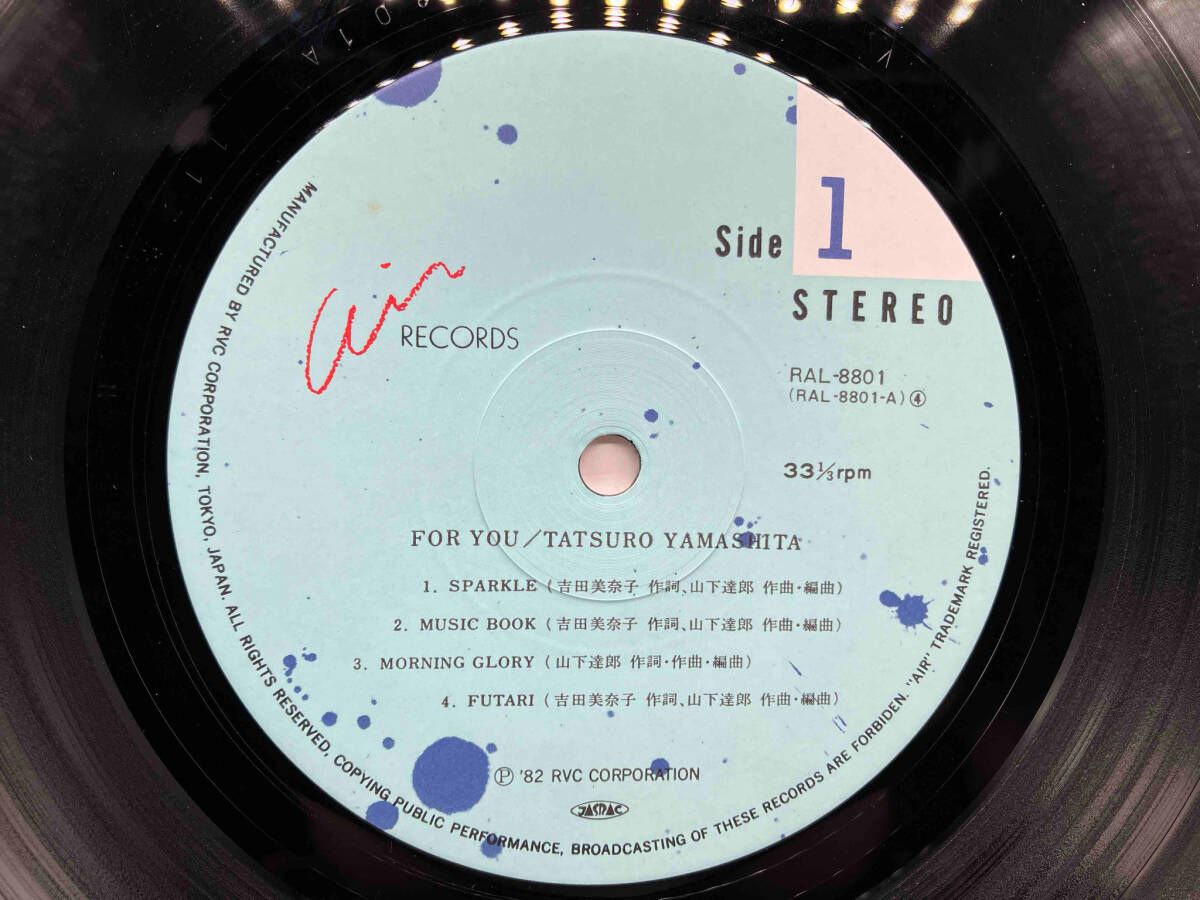 Side 1
STEREO
air RECORDS
RAL-8801
(RAL-8801-A)④
33⅓rpm
FOR YOU/TATSURO YAMASHITA
1. SPARKLE (吉田美奈子 作詞、山下達郎 作曲・編曲)
2. MUSIC BOOK (吉田美奈子 作詞、山下達郎 作曲・編曲)
3. MORNING GLORY (山下達郎 作詞・作曲・編曲)
4. FUTARI (吉田美奈子 作詞、山下達郎 作曲・編曲)
Ⓟ '82 RVC CORPORATION
JASRAC
MANUFACTURED BY RVC CORPORATION, TOKYO, JAPAN. ALL RIGHTS RESERVED, COPYING PUBLIC PERFORMANCE, BROADCASTING OF THESE RECORDS ARE FORBIDDEN. "AIR" TRADEMARK REGISTERED.